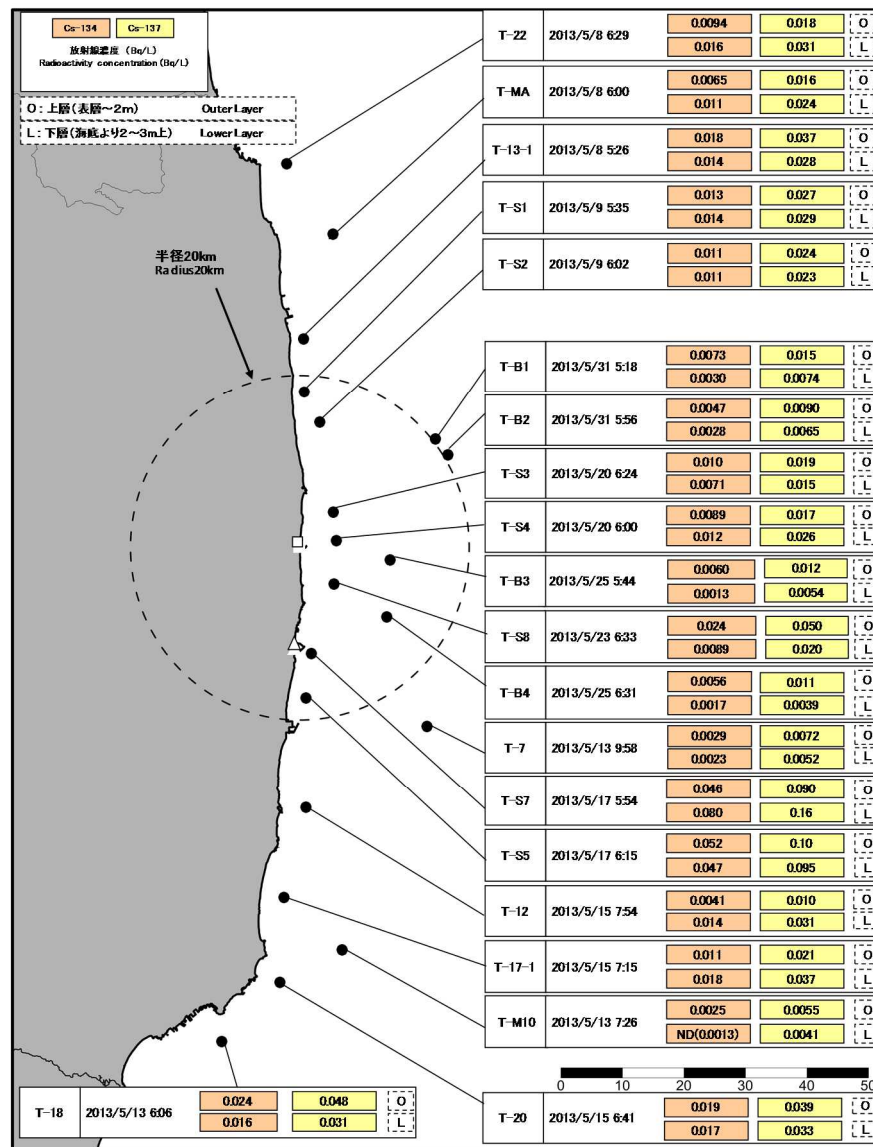 Cs-134 Cs-137
放射線濃度 (Bq/L)
Radioactivity concentration (Bq/L)
O: 上層(表層～2m) Outer Layer
L: 下層(海底より2～3m上) Lower Layer
半径20km
Radius20km
T-22 2013/5/8 6:29
0.0094 0.018 O
0.016 0.031 L
T-MA 2013/5/8 6:00
0.0065 0.016 O
0.011 0.024 L
T-13-1 2013/5/8 5:26
0.018 0.037 O
0.014 0.028 L
T-S1 2013/5/9 5:35
0.013 0.027 O
0.014 0.029 L
T-S2 2013/5/9 6:02
0.011 0.024 O
0.011 0.023 L
T-B1 2013/5/31 5:18
0.0073 0.015 O
0.0030 0.0074 L
T-B2 2013/5/31 5:56
0.0047 0.0090 O
0.0028 0.0065 L
T-S3 2013/5/20 6:24
0.010 0.019 O
0.0071 0.015 L
T-S4 2013/5/20 6:00
0.0089 0.017 O
0.012 0.026 L
T-B3 2013/5/25 5:44
0.0060 0.012 O
0.0013 0.0054 L
T-S8 2013/5/23 6:33
0.024 0.050 O
0.0089 0.020 L
T-B4 2013/5/25 6:31
0.0056 0.011 O
0.0017 0.0039 L
T-7 2013/5/13 9:58
0.0029 0.0072 O
0.0023 0.0052 L
T-S7 2013/5/17 5:54
0.046 0.090 O
0.080 0.16 L
T-S5 2013/5/17 6:15
0.052 0.10 O
0.047 0.095 L
T-12 2013/5/15 7:54
0.0041 0.010 O
0.014 0.031 L
T-17-1 2013/5/15 7:15
0.011 0.021 O
0.018 0.037 L
T-M10 2013/5/13 7:26
0.0025 0.0055 O
ND(0.0013) 0.0041 L
0 10 20 30 40 50
T-18 2013/5/13 6:06
0.024 0.048 O
0.016 0.031 L
T-20 2013/5/15 6:41
0.019 0.039 O
0.017 0.033 L